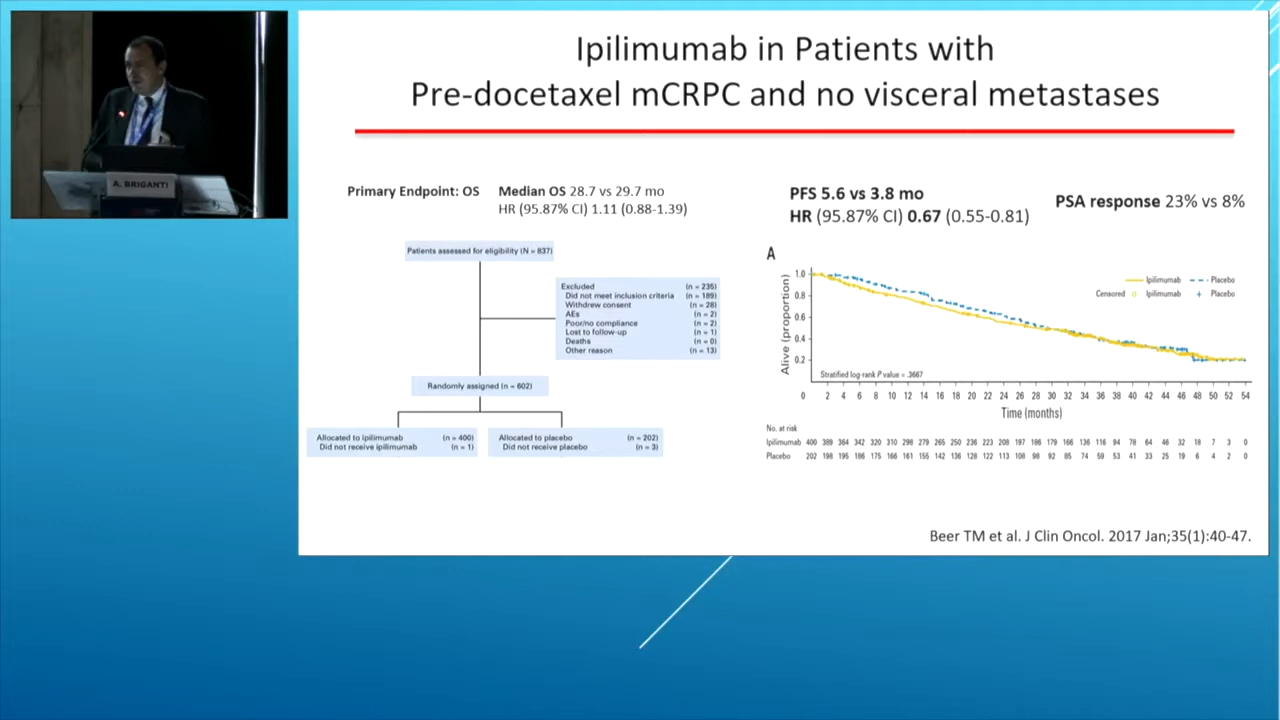 A. BRIGANTI
Ipilimumab in Patients with
Pre-docetaxel mCRPC and no visceral metastases
Primary Endpoint: OS
Median OS 28.7 vs 29.7 mo
HR (95.87% CI) 1.11 (0.88-1.39)
Patients assessed for eligibility (N = 837)
Excluded (n = 235)
Did not meet inclusion criteria (n = 189)
Withdrew consent (n = 28)
AEs (n = 2)
Poor/no compliance (n = 2)
Lost to follow-up (n = 1)
Deaths (n = 0)
Other reason (n = 13)
Randomly assigned (n = 602)
Allocated to ipilimumab (n = 400)
Did not receive ipilimumab (n = 1)
Allocated to placebo (n = 202)
Did not receive placebo (n = 3)
PFS 5.6 vs 3.8 mo
HR (95.87% CI) 0.67 (0.55-0.81)
PSA response 23% vs 8%
A
Ipilimumab Placebo
Censored Ipilimumab Placebo
Alive (proportion)
1.0
0.8
0.6
0.4
0.2
Stratified log-rank P value = .3667
0 2 4 6 8 10 12 14 16 18 20 22 24 26 28 30 32 34 36 38 40 42 44 46 48 50 52 54
Time (months)
No. at risk
Ipilimumab 400 389 364 342 320 310 298 279 265 250 236 223 208 197 186 179 166 136 116 94 78 64 46 32 18 7 3 0
Placebo 202 198 195 186 175 166 161 155 142 136 128 122 113 108 98 92 85 74 59 53 41 33 25 19 6 4 2 0
Beer TM et al. J Clin Oncol. 2017 Jan;35(1):40-47.